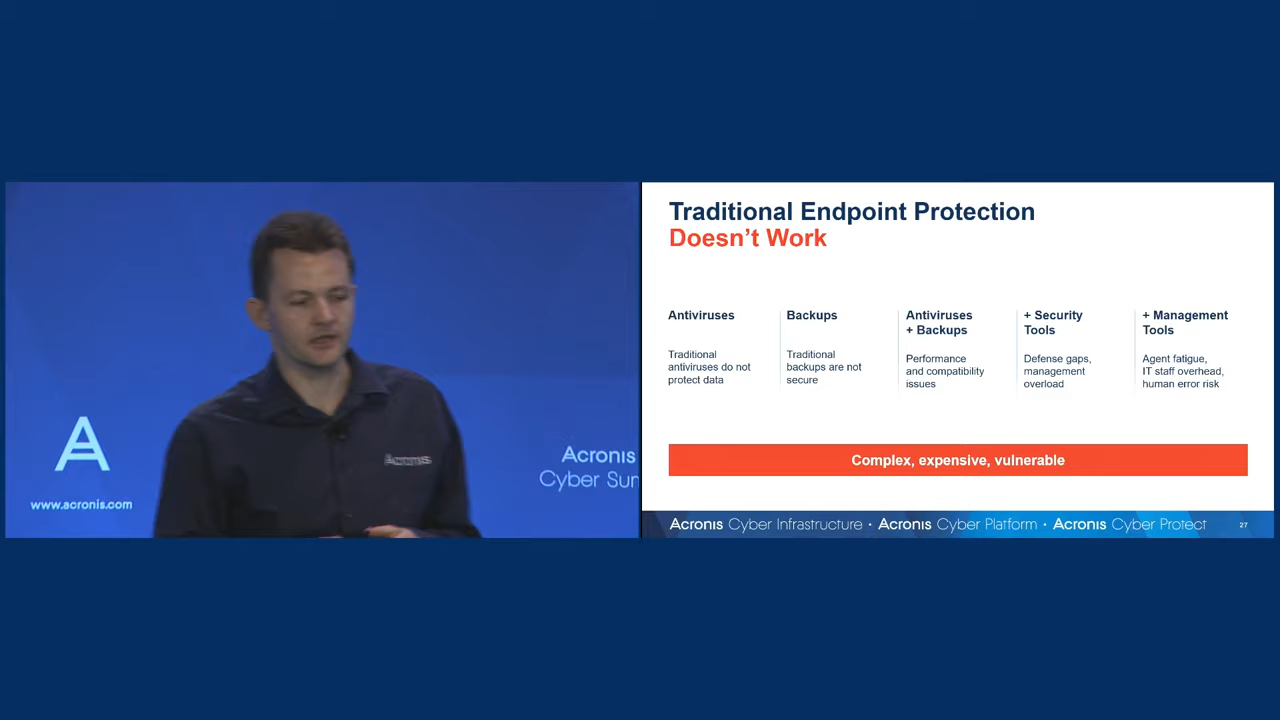 Acronis
A
www.acronis.com
Acronis
Cyber Sum
Traditional Endpoint Protection
Doesn't Work
Antiviruses
Traditional
antiviruses do not
protect data
Backups
Traditional
backups are not
secure
Antiviruses
+ Backups
Performance
and compatibility
issues
+ Security
Tools
Defense gaps,
management
overload
+ Management
Tools
Agent fatigue,
IT staff overhead,
human error risk
Complex, expensive, vulnerable
Acronis Cyber Infrastructure · Acronis Cyber Platform · Acronis Cyber Protect
27